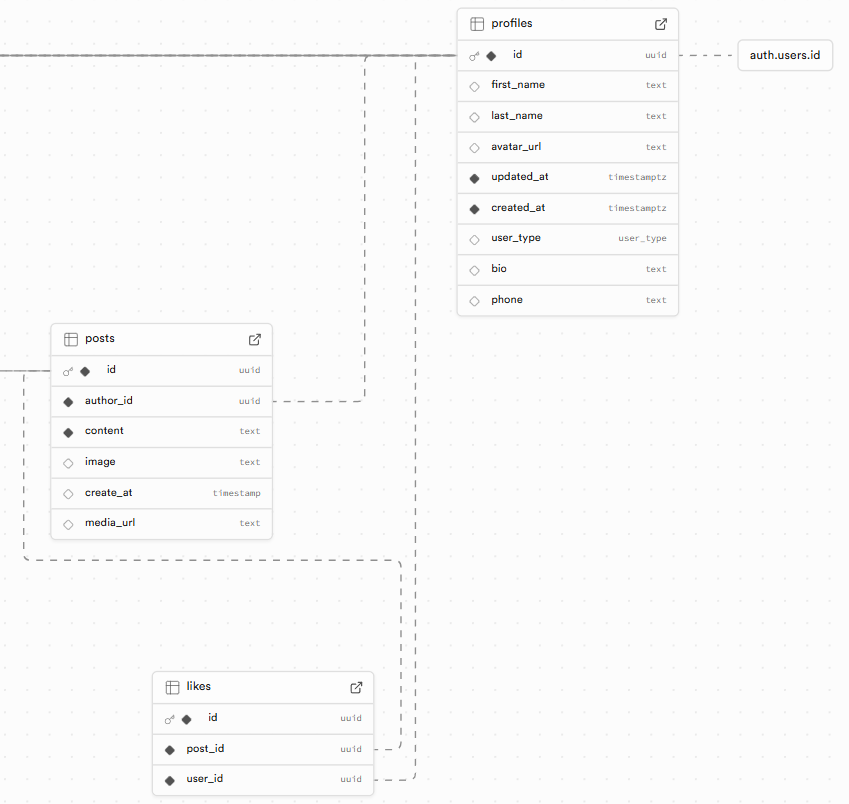 profiles
id uuid
auth.users.id
first_name text
last_name text
avatar_url text
updated_at timestamptz
created_at timestamptz
user_type user_type
bio text
phone text
posts
id uuid
author_id uuid
content text
image text
create_at timestamp
media_url text
likes
id uuid
post_id uuid
user_id uuid